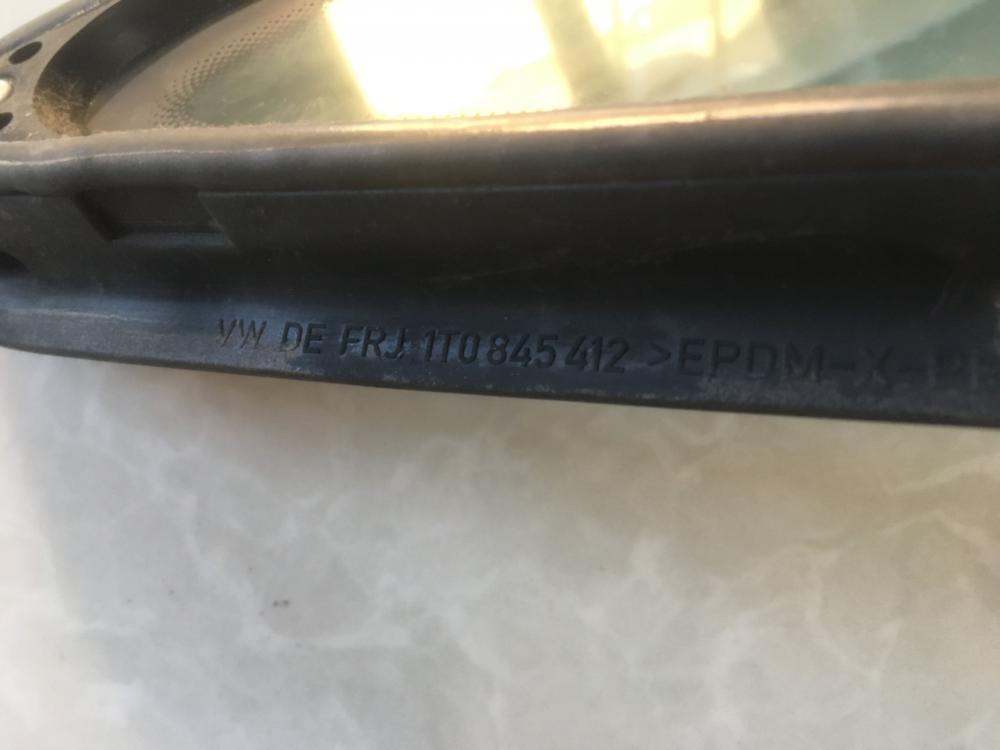 VW DE FRJ 1T0 845 412 >EPDM-X-